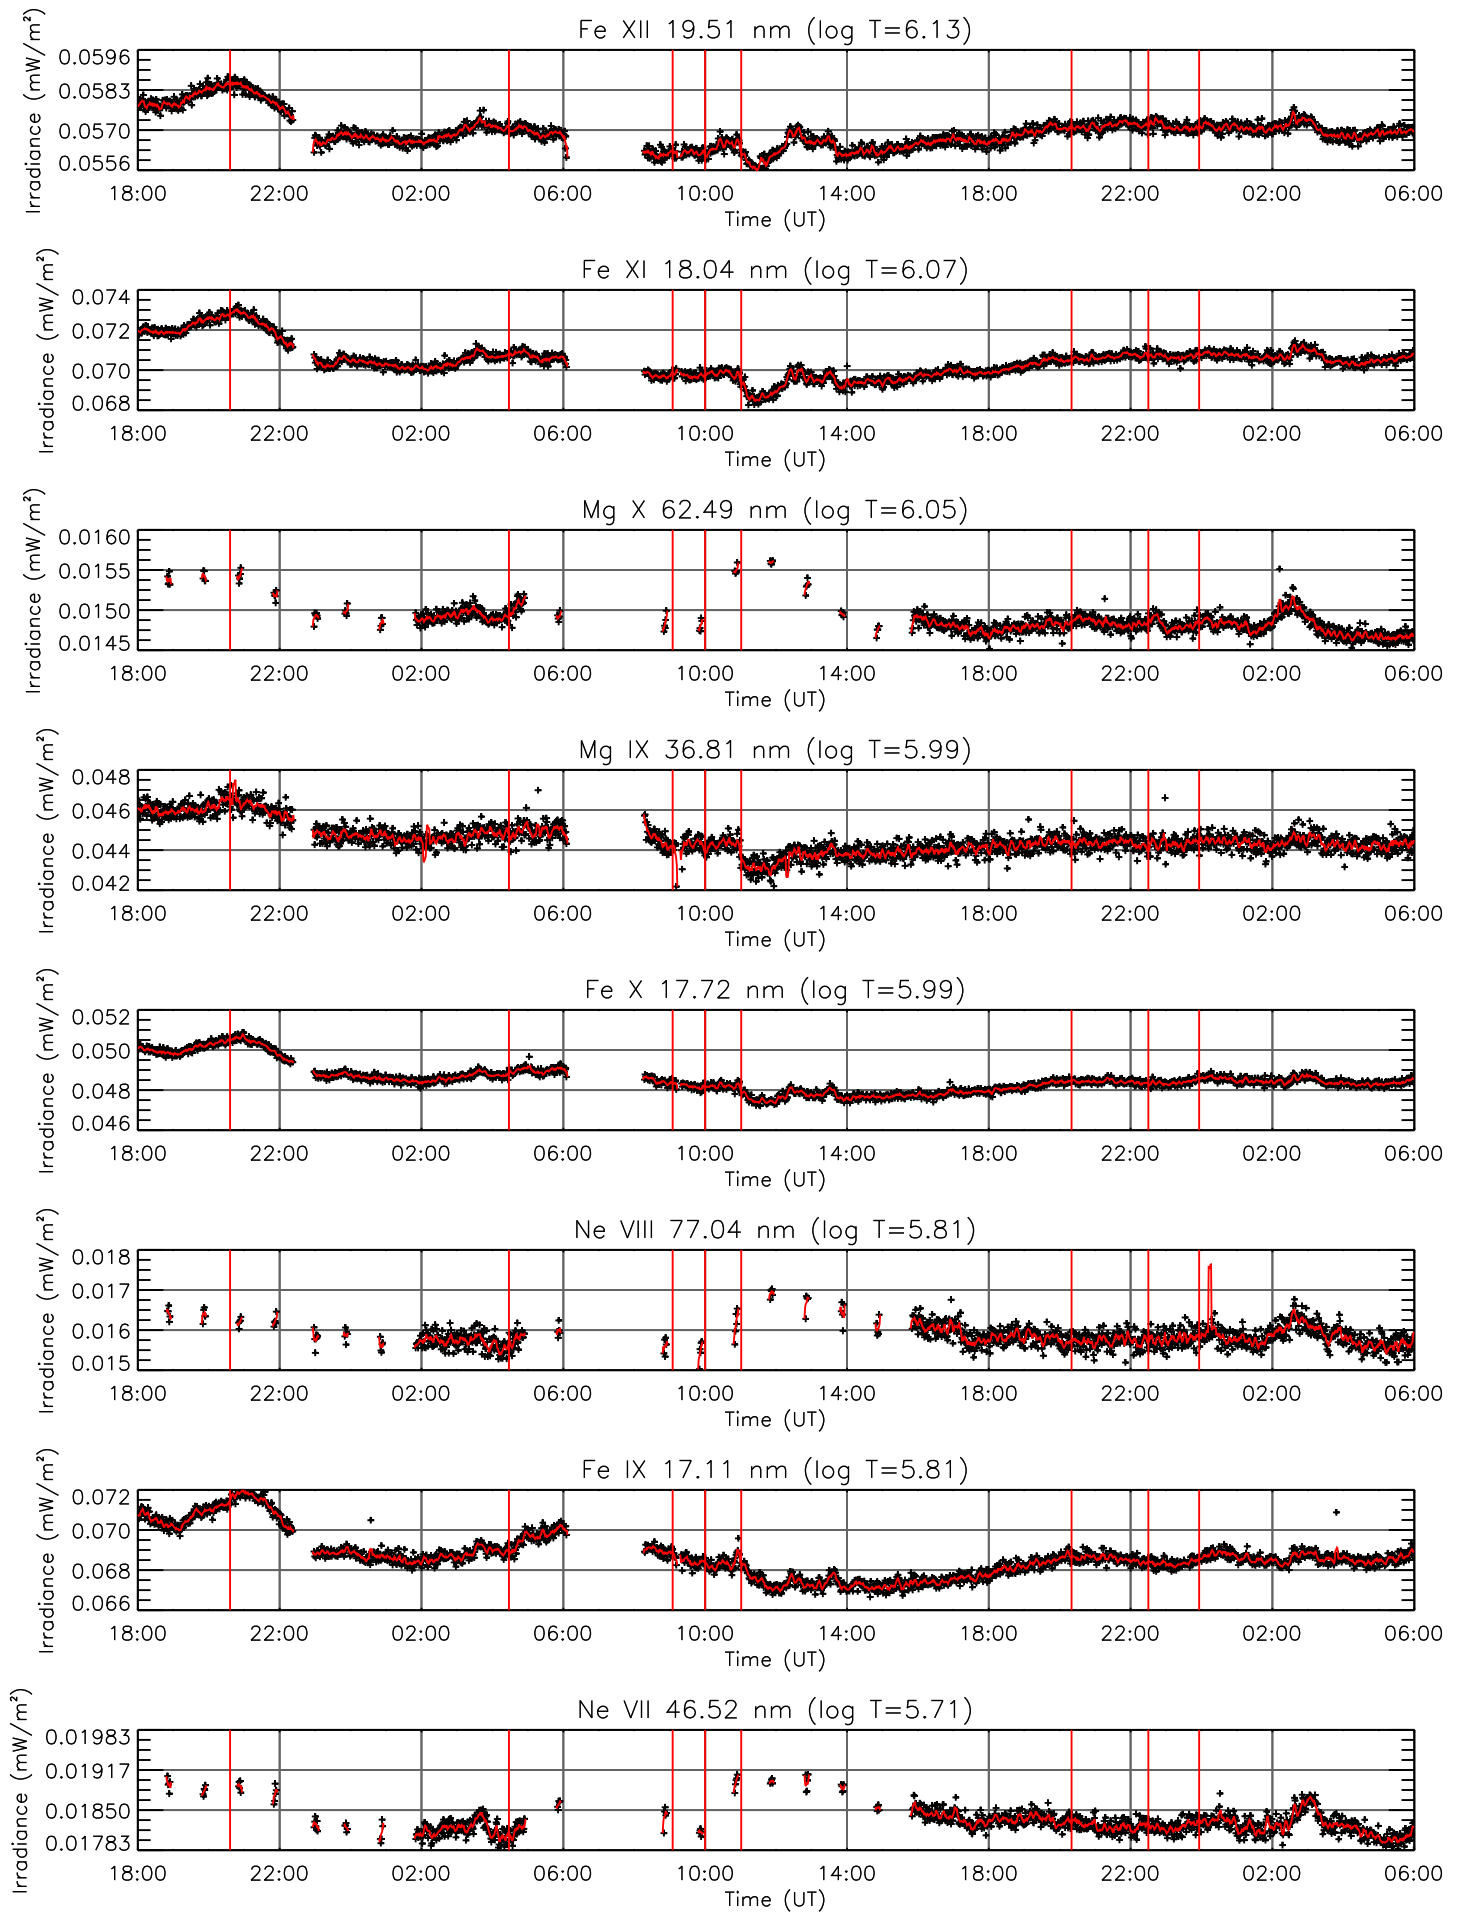 Fe XII 19.51 nm (log T=6.13)
Irradiance (mW/m²)
0.0596
0.0583
0.0570
0.0556
18:00 22:00 02:00 06:00 10:00 14:00 18:00 22:00 02:00 06:00
Time (UT)
Fe XI 18.04 nm (log T=6.07)
Irradiance (mW/m²)
0.074
0.072
0.070
0.068
18:00 22:00 02:00 06:00 10:00 14:00 18:00 22:00 02:00 06:00
Time (UT)
Mg X 62.49 nm (log T=6.05)
Irradiance (mW/m²)
0.0160
0.0155
0.0150
0.0145
18:00 22:00 02:00 06:00 10:00 14:00 18:00 22:00 02:00 06:00
Time (UT)
Mg IX 36.81 nm (log T=5.99)
Irradiance (mW/m²)
0.048
0.046
0.044
0.042
18:00 22:00 02:00 06:00 10:00 14:00 18:00 22:00 02:00 06:00
Time (UT)
Fe X 17.72 nm (log T=5.99)
Irradiance (mW/m²)
0.052
0.050
0.048
0.046
18:00 22:00 02:00 06:00 10:00 14:00 18:00 22:00 02:00 06:00
Time (UT)
Ne VIII 77.04 nm (log T=5.81)
Irradiance (mW/m²)
0.018
0.017
0.016
0.015
18:00 22:00 02:00 06:00 10:00 14:00 18:00 22:00 02:00 06:00
Time (UT)
Fe IX 17.11 nm (log T=5.81)
Irradiance (mW/m²)
0.072
0.070
0.068
0.066
18:00 22:00 02:00 06:00 10:00 14:00 18:00 22:00 02:00 06:00
Time (UT)
Ne VII 46.52 nm (log T=5.71)
Irradiance (mW/m²)
0.01983
0.01917
0.01850
0.01783
18:00 22:00 02:00 06:00 10:00 14:00 18:00 22:00 02:00 06:00
Time (UT)